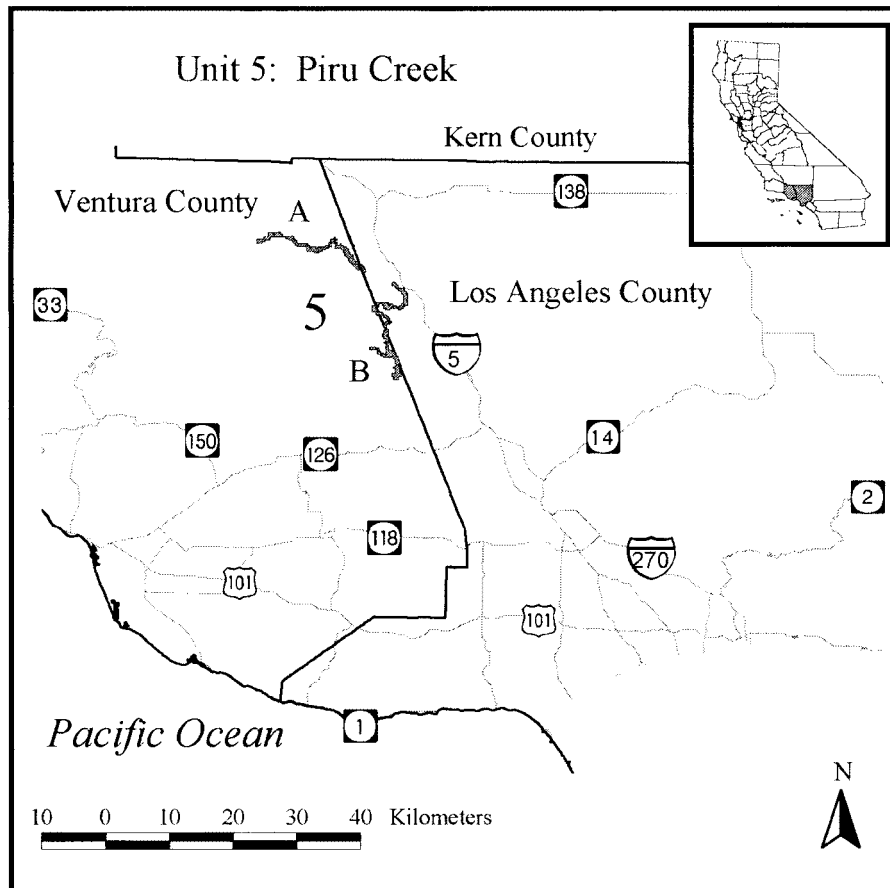 Unit 5: Piru Creek
Kern County
Ventura County
A
138
33
5
Los Angeles County
B
5
150
126
14
2
118
270
101
101
Pacific Ocean
1
N
10 0 10 20 30 40 Kilometers